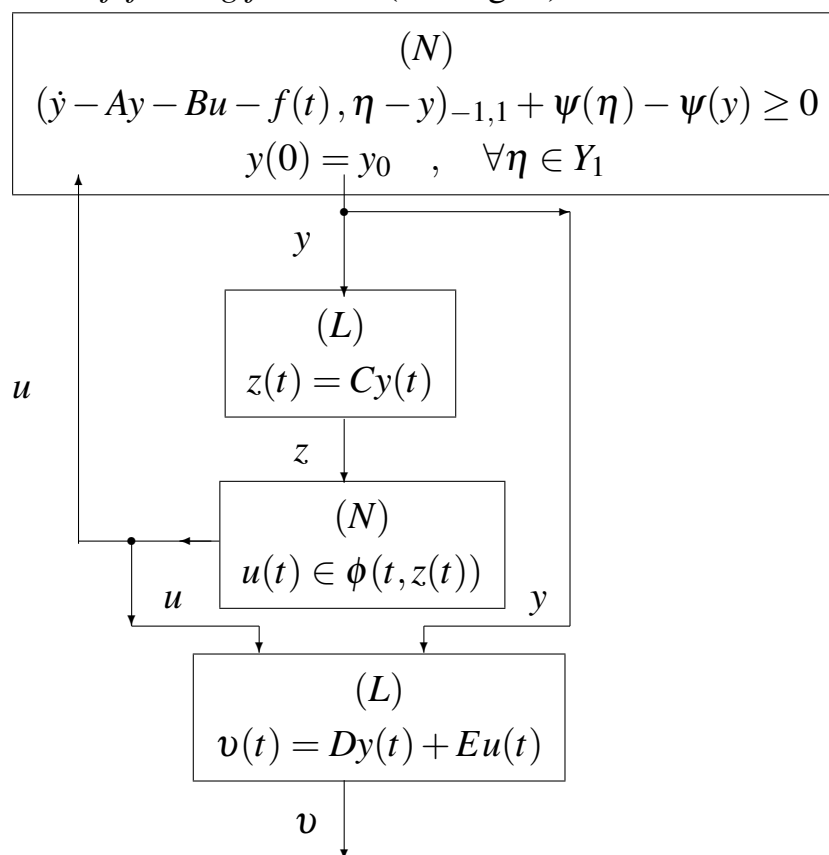 (N)
(ẏ − Ay − Bu − f(t), η − y)₋₁,₁ + ψ(η) − ψ(y) ≥ 0
y(0) = y₀ , ∀η ∈ Y₁
y
(L)
z(t) = Cy(t)
u
z
(N)
u(t) ∈ ϕ(t, z(t))
u
y
(L)
υ(t) = Dy(t) + Eu(t)
υ